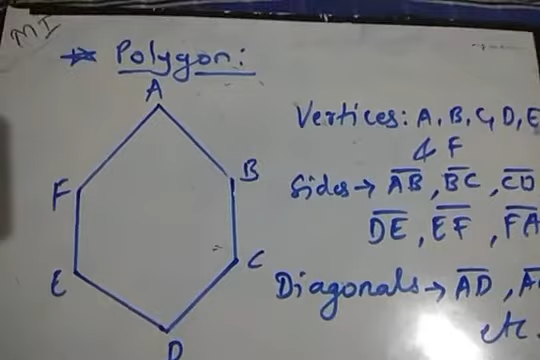 MI
Polygon:
A
B
C
D
E
F
Vertices: A, B, C, D, E
& F
Sides → AB, BC, CD
DE, EF, FA
Diagonals → AD,
etc.